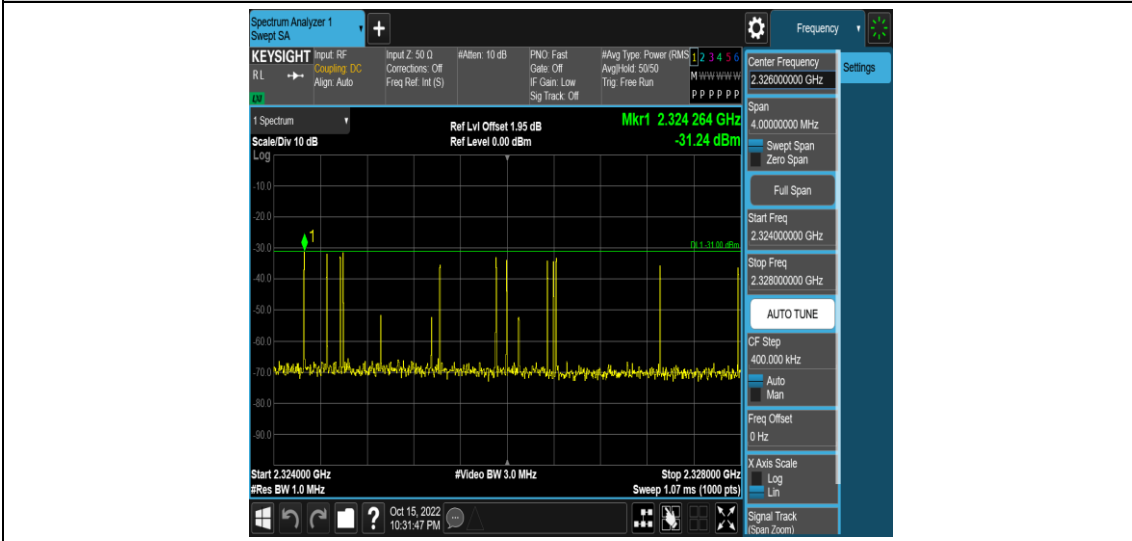 Spectrum Analyzer 1
Swept SA
+
Frequency
KEYSIGHT
RL
Input: RF
Coupling: DC
Align: Auto
Input Z: 50 Ω
Corrections: Off
Freq Ref: Int (S)
#Atten: 10 dB
PNO: Fast
Gate: Off
IF Gain: Low
Sig Track: Off
#Avg Type: Power (RMS
Avg|Hold: 50/50
Trig: Free Run
1 2 3 4 5 6
M W W W W W
P P P P P P
1 Spectrum
Scale/Div 10 dB
Log
Ref Lvl Offset 1.95 dB
Ref Level 0.00 dBm
Mkr1 2.324 264 GHz
-31.24 dBm
-10.0
-20.0
-30.0
-40.0
-50.0
-60.0
-70.0
-80.0
-90.0
1
DL1 -31.00 dBm
Start 2.324000 GHz
#Res BW 1.0 MHz
#Video BW 3.0 MHz
Stop 2.328000 GHz
Sweep 1.07 ms (1000 pts)
?
Oct 15, 2022
10:31:47 PM
Settings
Center Frequency
2.326000000 GHz
Span
4.00000000 MHz
Swept Span
Zero Span
Full Span
Start Freq
2.324000000 GHz
Stop Freq
2.328000000 GHz
AUTO TUNE
CF Step
400.000 kHz
Auto
Man
Freq Offset
0 Hz
X Axis Scale
Log
Lin
Signal Track
(Span Zoom)